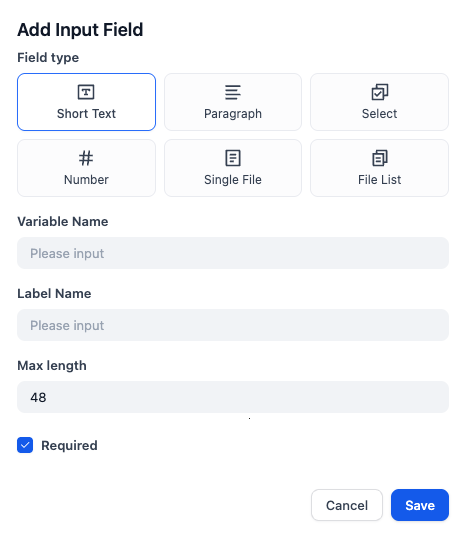 Add Input Field
Field type
Short Text
Paragraph
Select
Number
Single File
File List
Variable Name
Please input
Label Name
Please input
Max length
48
Required
Cancel
Save